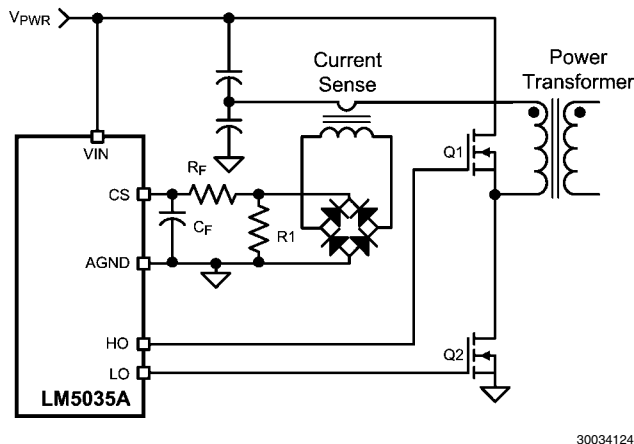 VPWR
Current
Sense
Power
Transformer
VIN
Q1
RF
CS
CF
R1
AGND
HO
Q2
LO
LM5035A
30034124